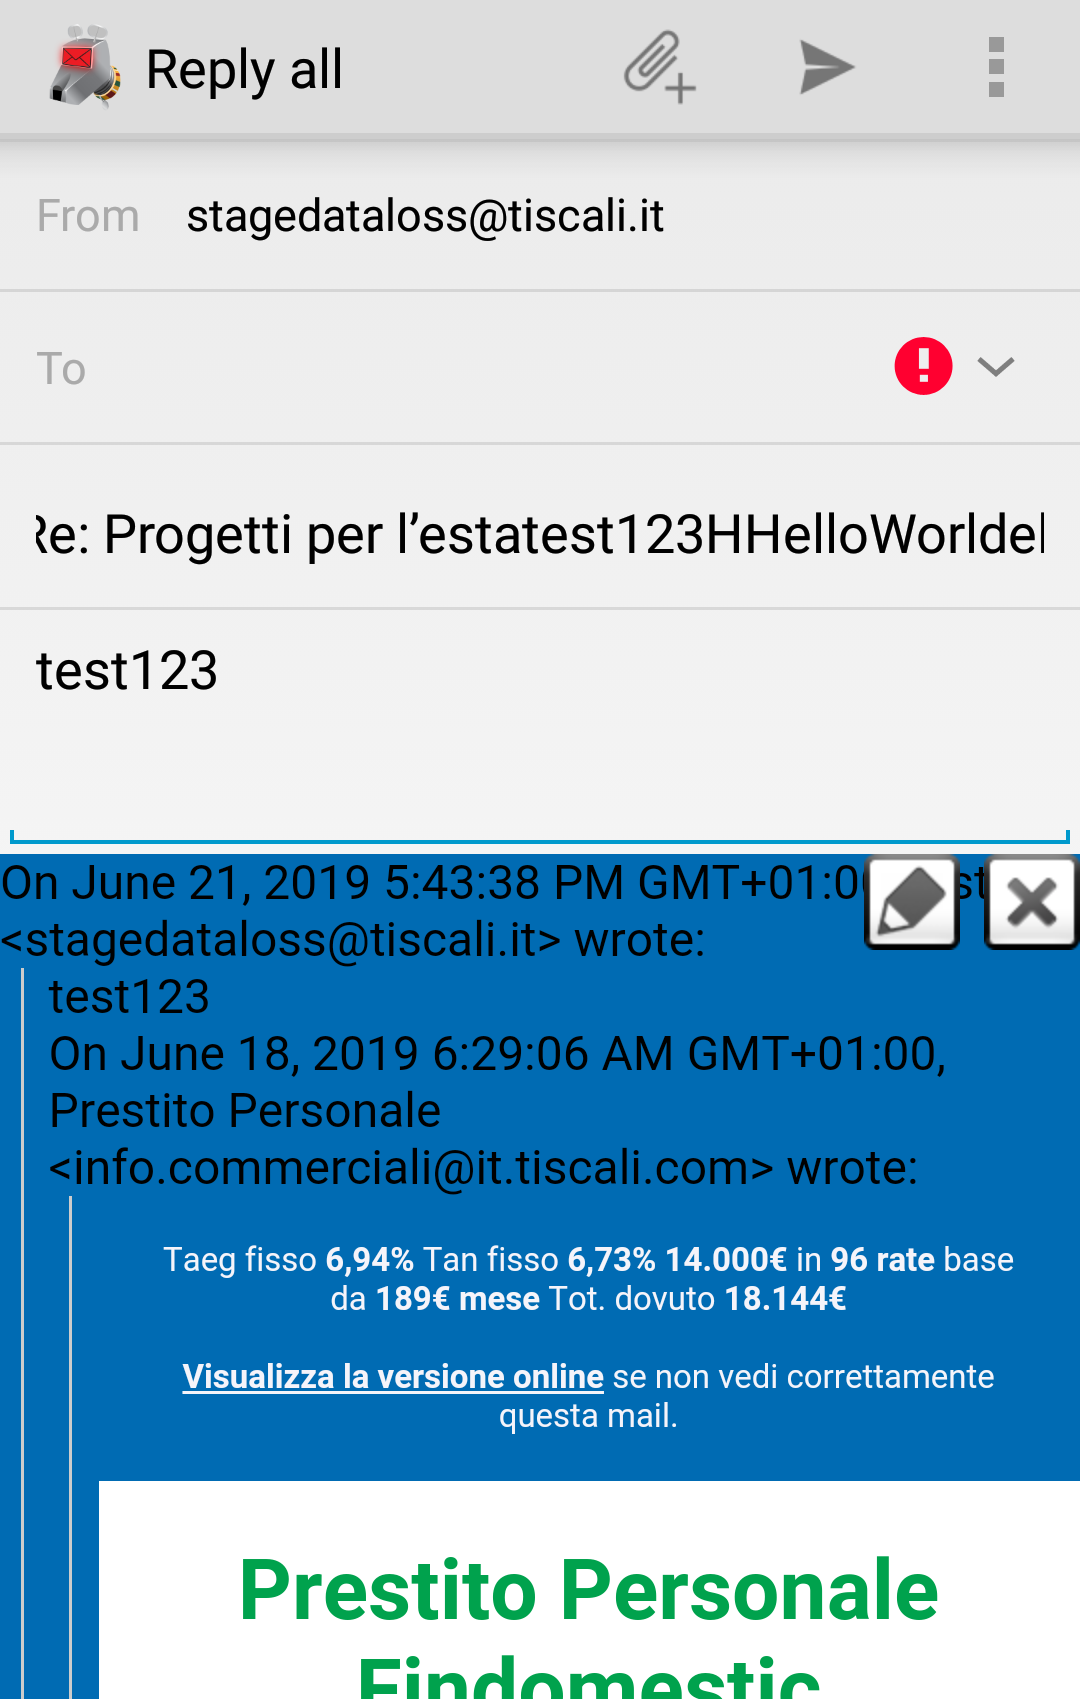 Reply all
From stagedataloss@tiscali.it
To
Re: Progetti per l’estatest123HHelloWorldel
test123
On June 21, 2019 5:43:38 PM GMT+01:0
<stagedataloss@tiscali.it> wrote:
test123
On June 18, 2019 6:29:06 AM GMT+01:00,
Prestito Personale
<info.commerciali@it.tiscali.com> wrote:
Taeg fisso 6,94% Tan fisso 6,73% 14.000€ in 96 rate base
da 189€ mese Tot. dovuto 18.144€
Visualizza la versione online se non vedi correttamente
questa mail.
Prestito Personale
Findomestic